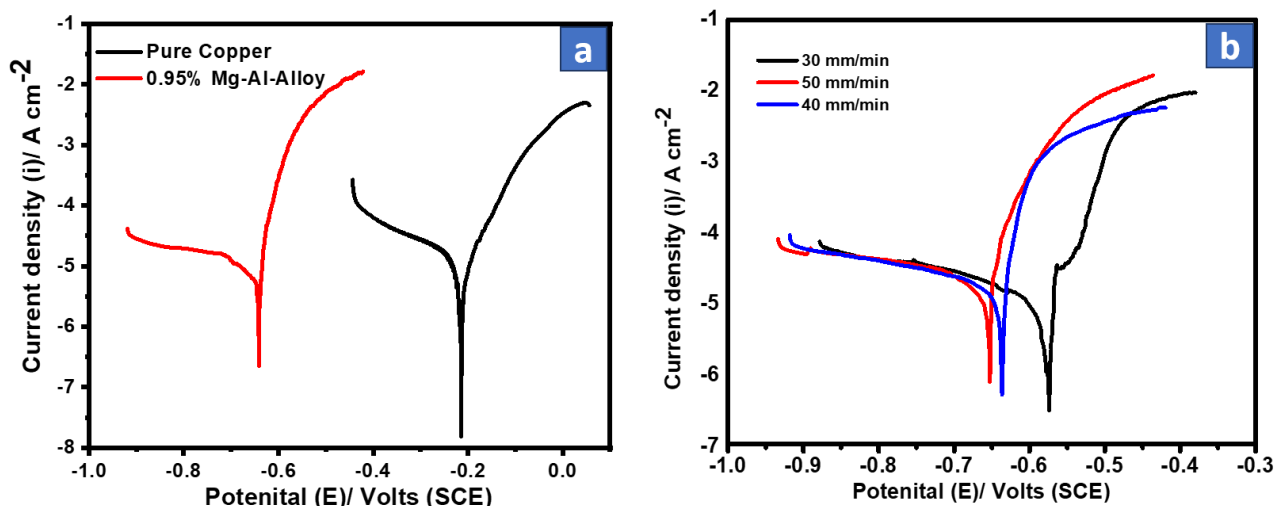 a
Pure Copper
0.95% Mg-Al-Alloy
Current density (i)/ A cm-2
-1
-2
-3
-4
-5
-6
-7
-8
-1.0 -0.8 -0.6 -0.4 -0.2 0.0
Potenital (E)/ Volts (SCE)
b
30 mm/min
50 mm/min
40 mm/min
Current density (i)/ A cm-2
-1
-2
-3
-4
-5
-6
-7
-1.0 -0.9 -0.8 -0.7 -0.6 -0.5 -0.4 -0.3
Potenital (E)/ Volts (SCE)